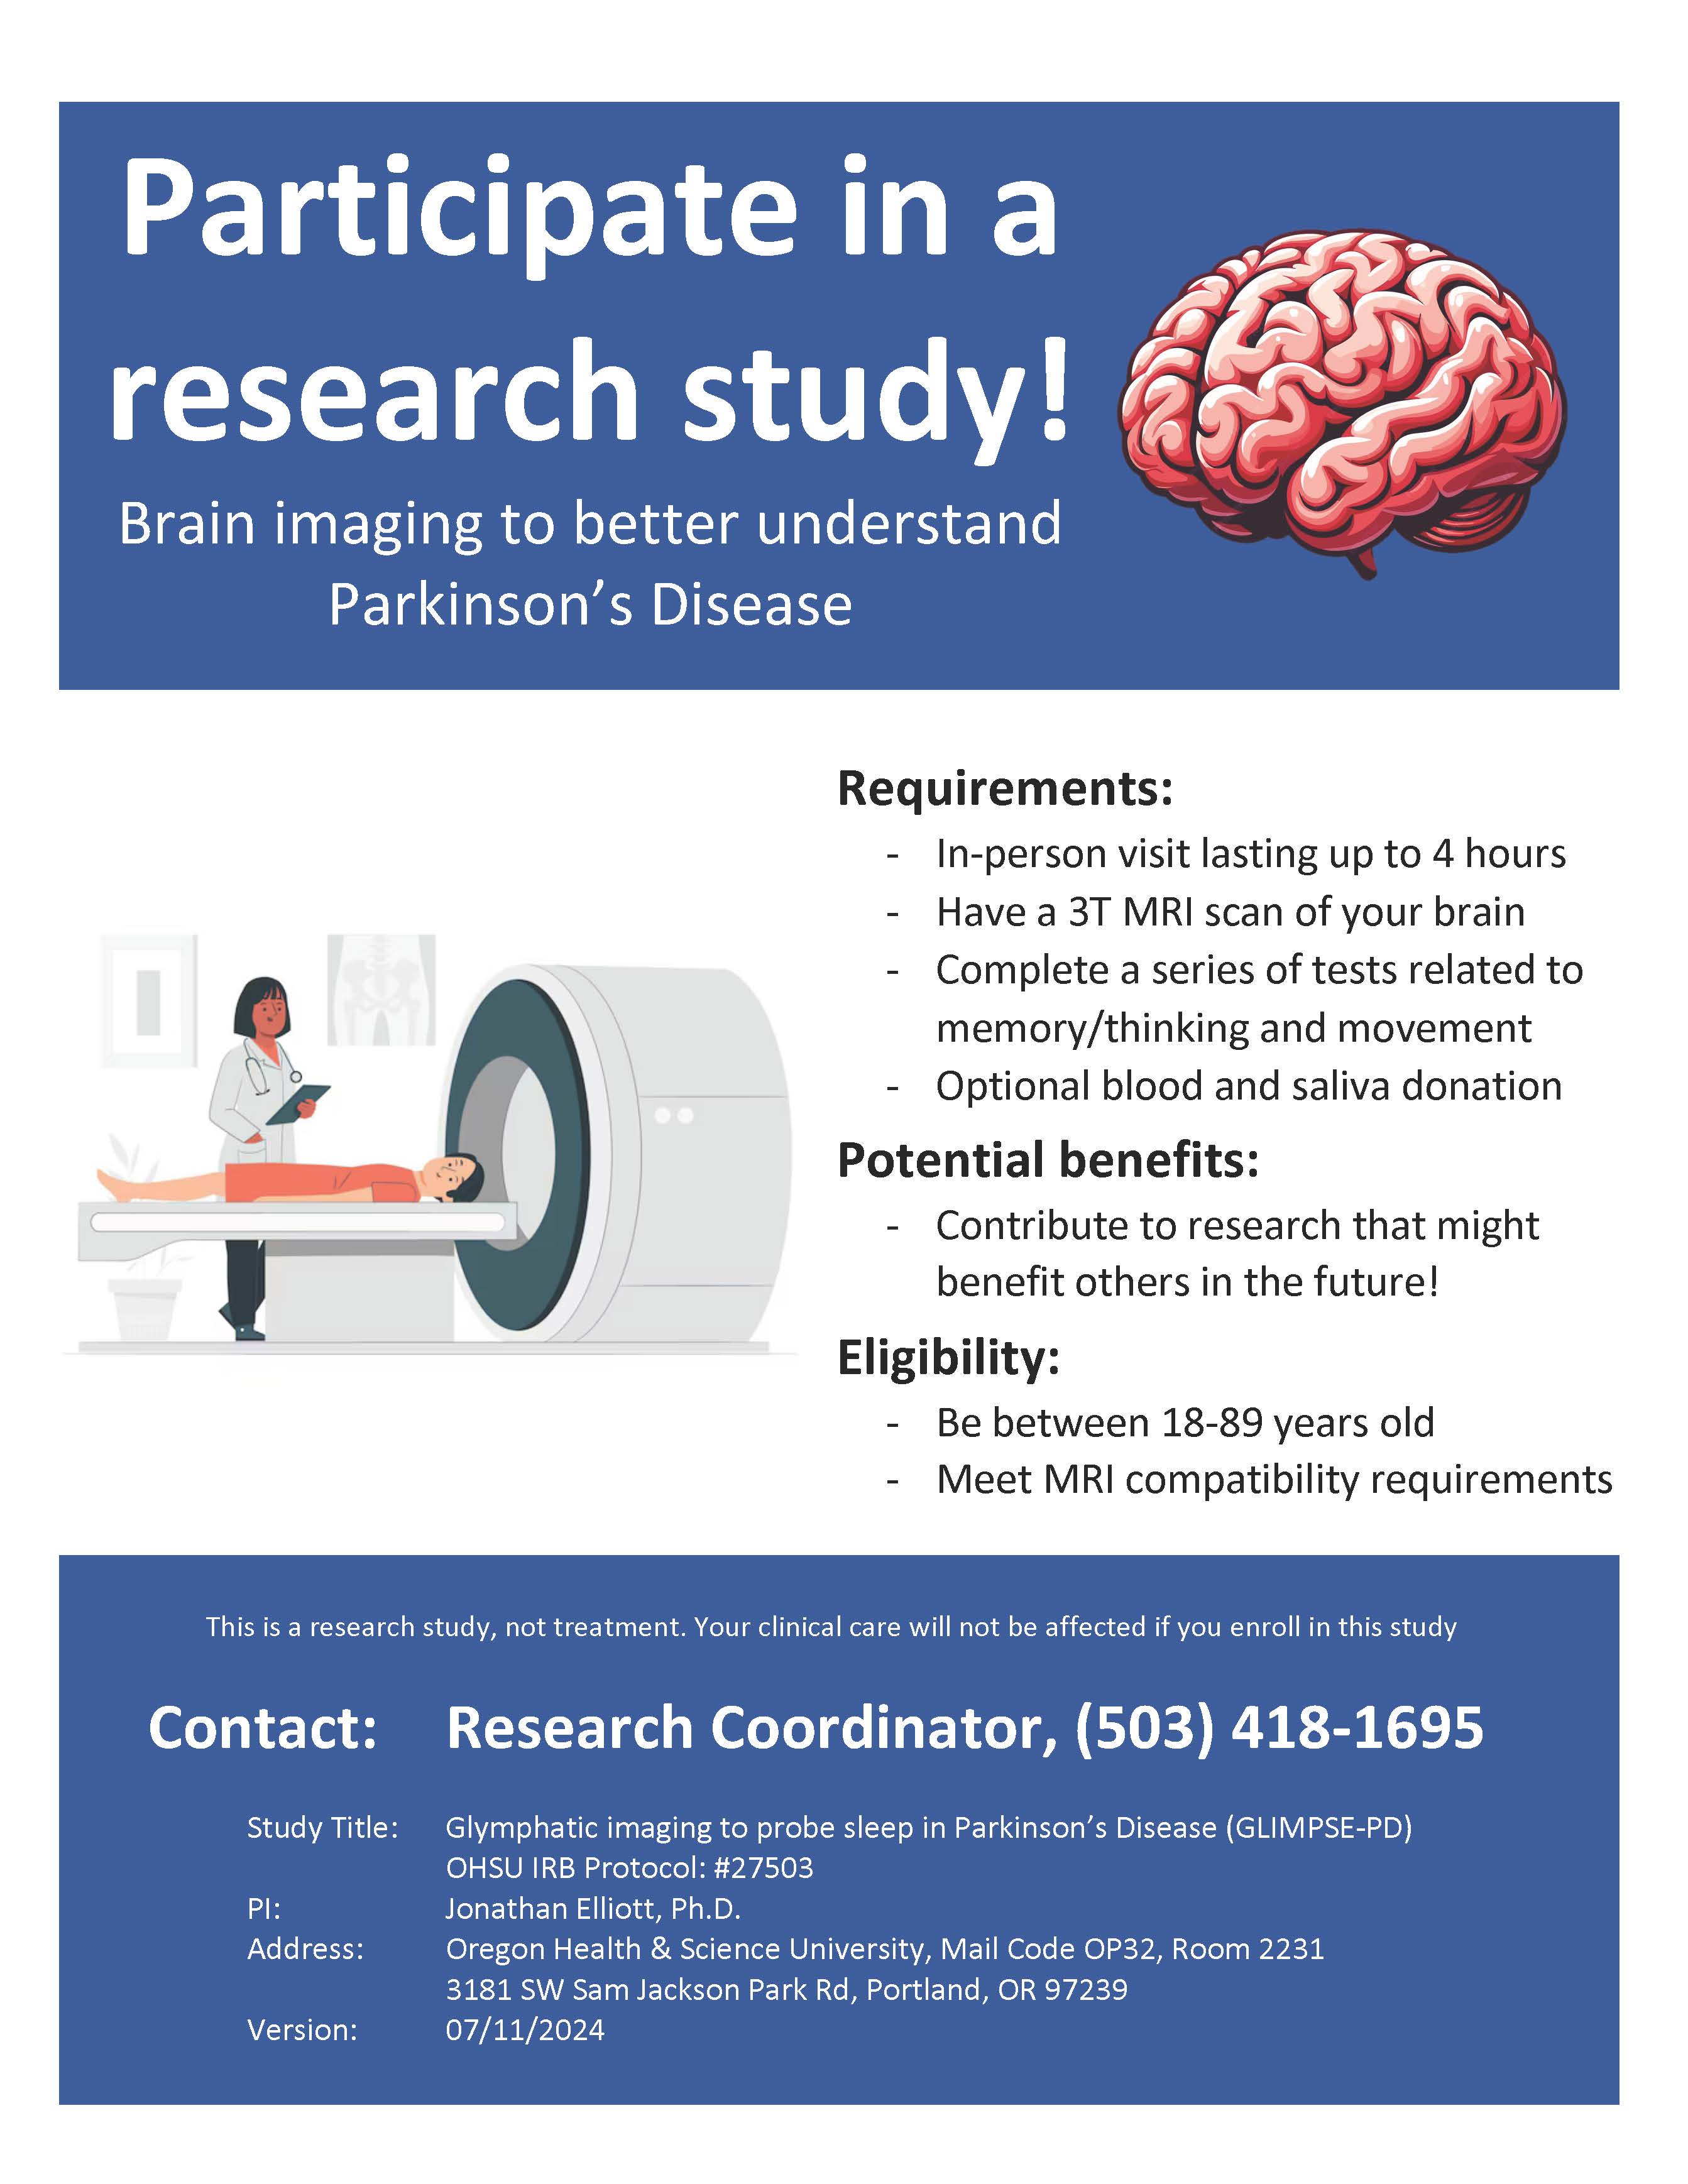 Participate in a
research study!
Brain imaging to better understand
Parkinson’s Disease
Requirements:
- In-person visit lasting up to 4 hours
- Have a 3T MRI scan of your brain
- Complete a series of tests related to
memory/thinking and movement
- Optional blood and saliva donation
Potential benefits:
- Contribute to research that might
benefit others in the future!
Eligibility:
- Be between 18-89 years old
- Meet MRI compatibility requirements
This is a research study, not treatment. Your clinical care will not be affected if you enroll in this study
Contact: Research Coordinator, (503) 418-1695
Study Title: Glymphatic imaging to probe sleep in Parkinson’s Disease (GLIMPSE-PD)
OHSU IRB Protocol: #27503
PI: Jonathan Elliott, Ph.D.
Address: Oregon Health & Science University, Mail Code OP32, Room 2231
3181 SW Sam Jackson Park Rd, Portland, OR 97239
Version: 07/11/2024